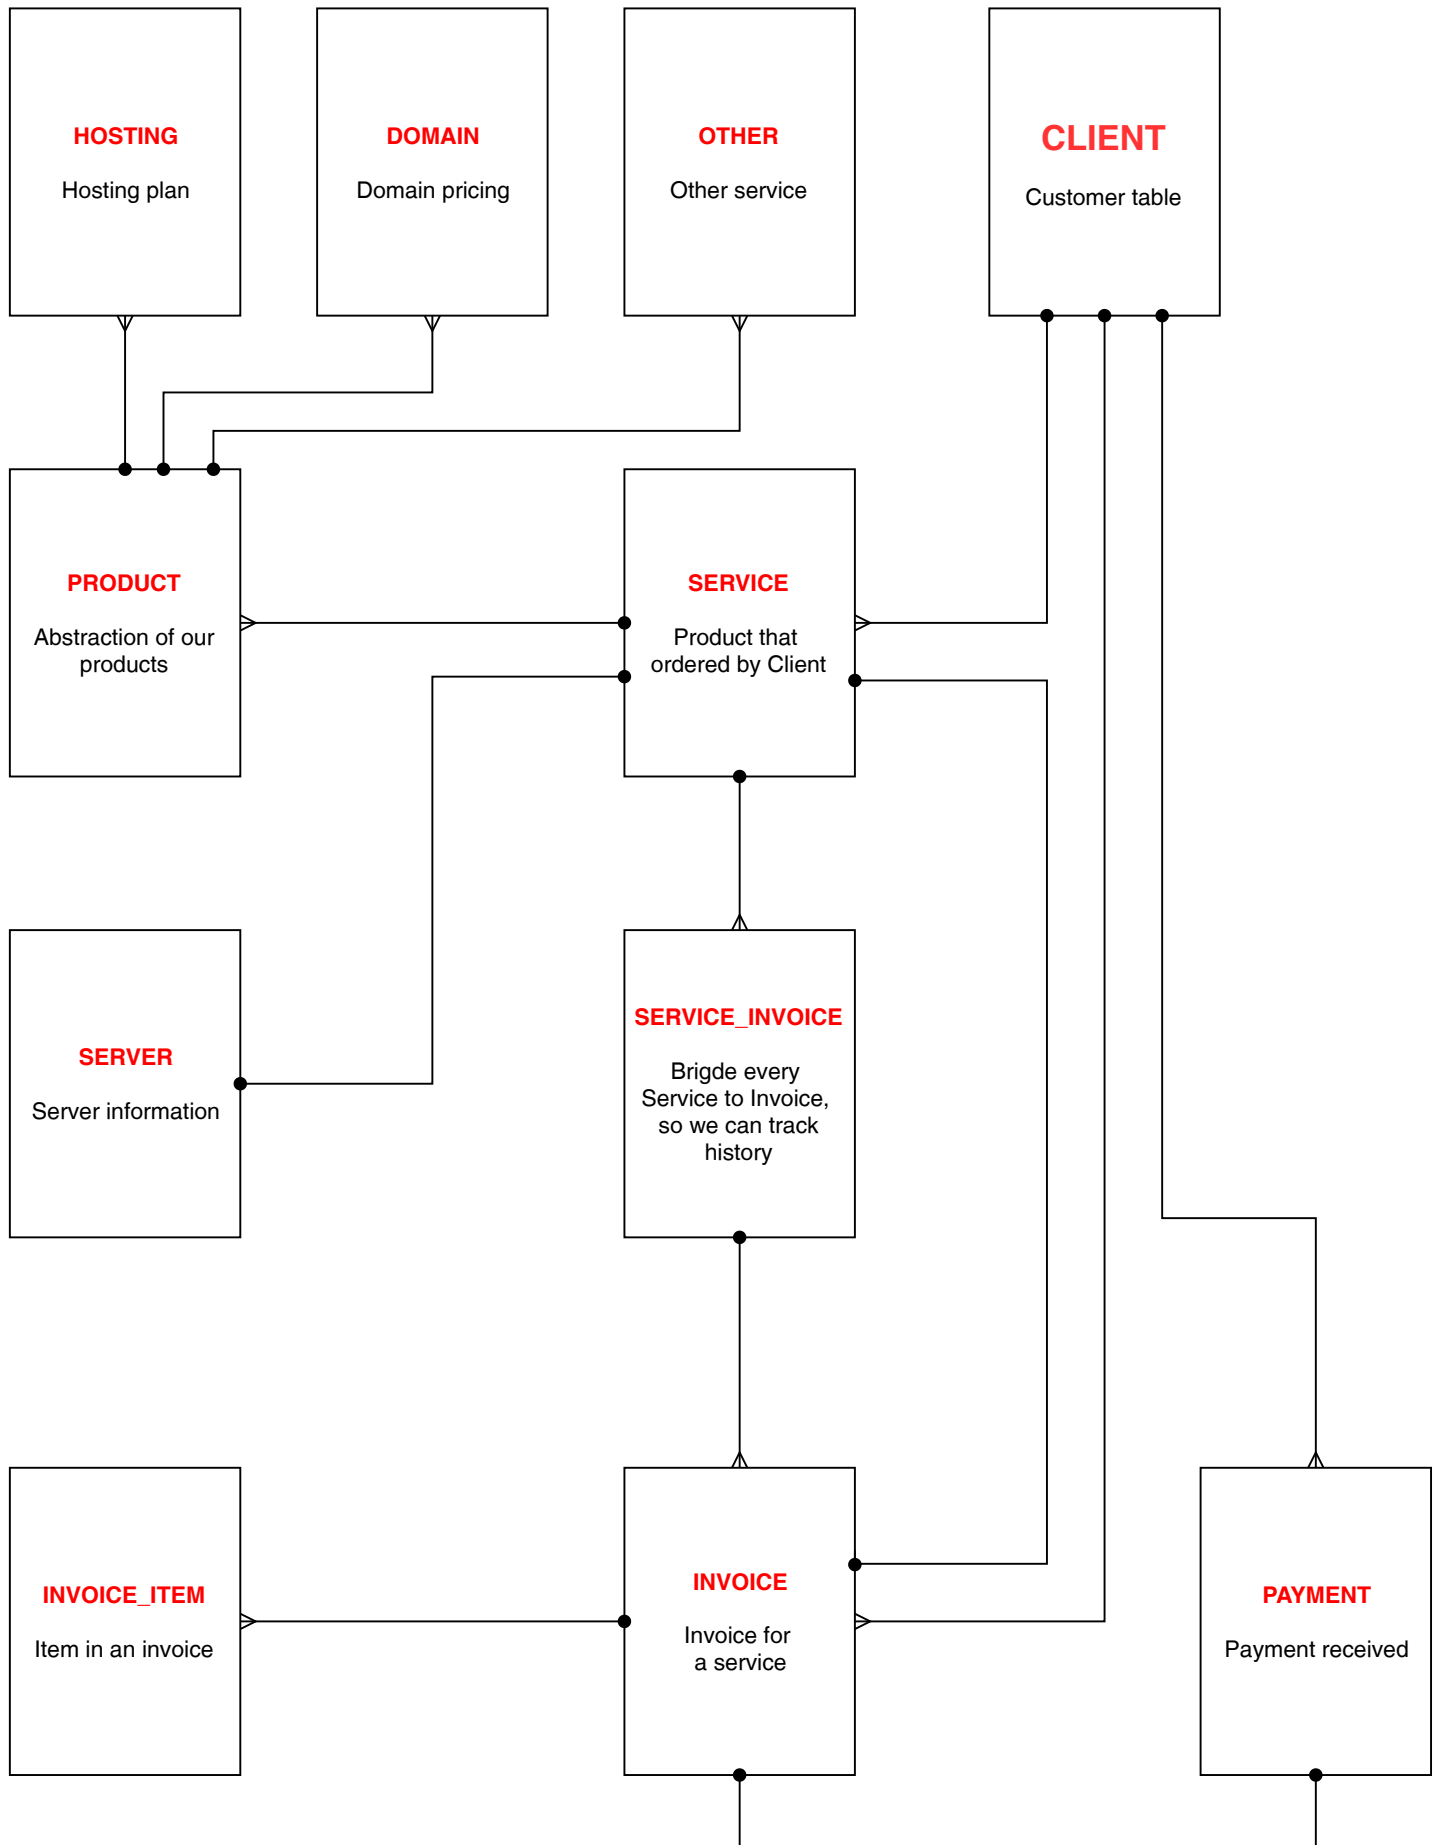 HOSTING
Hosting plan
DOMAIN
Domain pricing
OTHER
Other service
CLIENT
Customer table
PRODUCT
Abstraction of our
products
SERVICE
Product that
ordered by Client
SERVER
Server information
SERVICE_INVOICE
Brigde every
Service to Invoice,
so we can track
history
INVOICE_ITEM
Item in an invoice
INVOICE
Invoice for
a service
PAYMENT
Payment received